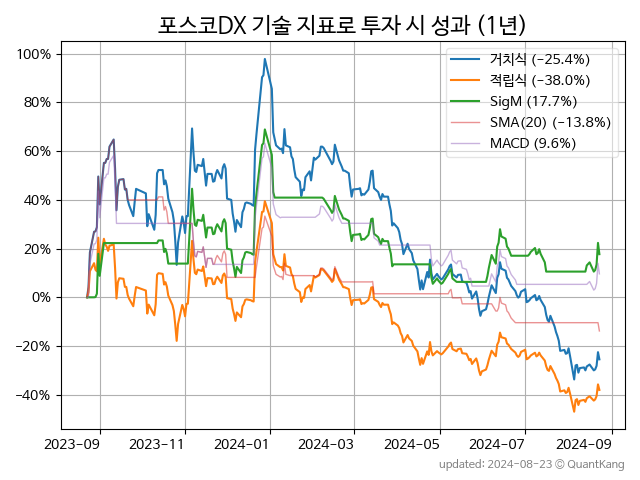 포스코DX 기술 지표로 투자 시 성과 (1년)
100%
80%
60%
40%
20%
0%
−20%
−40%
거치식 (−25.4%)
적립식 (−38.0%)
SigM (17.7%)
SMA(20) (−13.8%)
MACD (9.6%)
2023-09
2023-11
2024-01
2024-03
2024-05
2024-07
2024-09
updated: 2024-08-23 © QuantKang